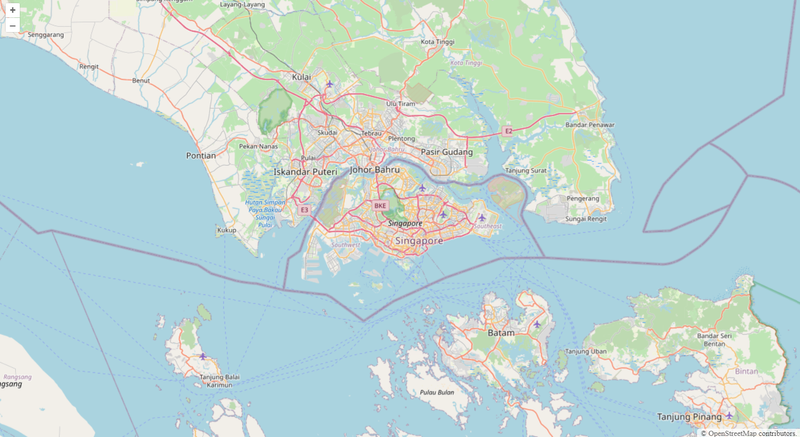 +
−
Layang-Layang
Senggarang
Rengit
Benut
Kota Tinggi
Kota Tinggi
Kulai
Ulu Tiram
Skudai
Tebrau
Plentong
E2
Bandar Penawar
Pekan Nanas
Pontian
Pulai
Pasir Gudang
Iskandar Puteri
Johor Bahru
Tanjung Surat
Hutan Simpan
Paya Bakau
Sungai
Pulai
E3
BKE
Pengerang
Sungai Rengit
Kukup
Singapore
Southeast
Southwest
Singapore
Batam
Bandar Seri
Bentan
Tanjung Uban
Bintan
Rangsang
Tanjung Balai
Karimun
Pulau Bulan
Tanjung Pinang
© OpenStreetMap contributors.